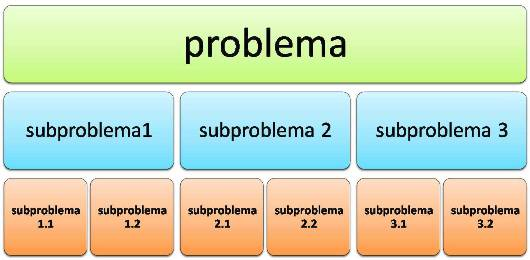 problema
subproblema1
subproblema 2
subproblema 3
subproblema
1.1
subproblema
1.2
subproblema
2.1
subproblema
2.2
subproblema
3.1
subproblema
3.2